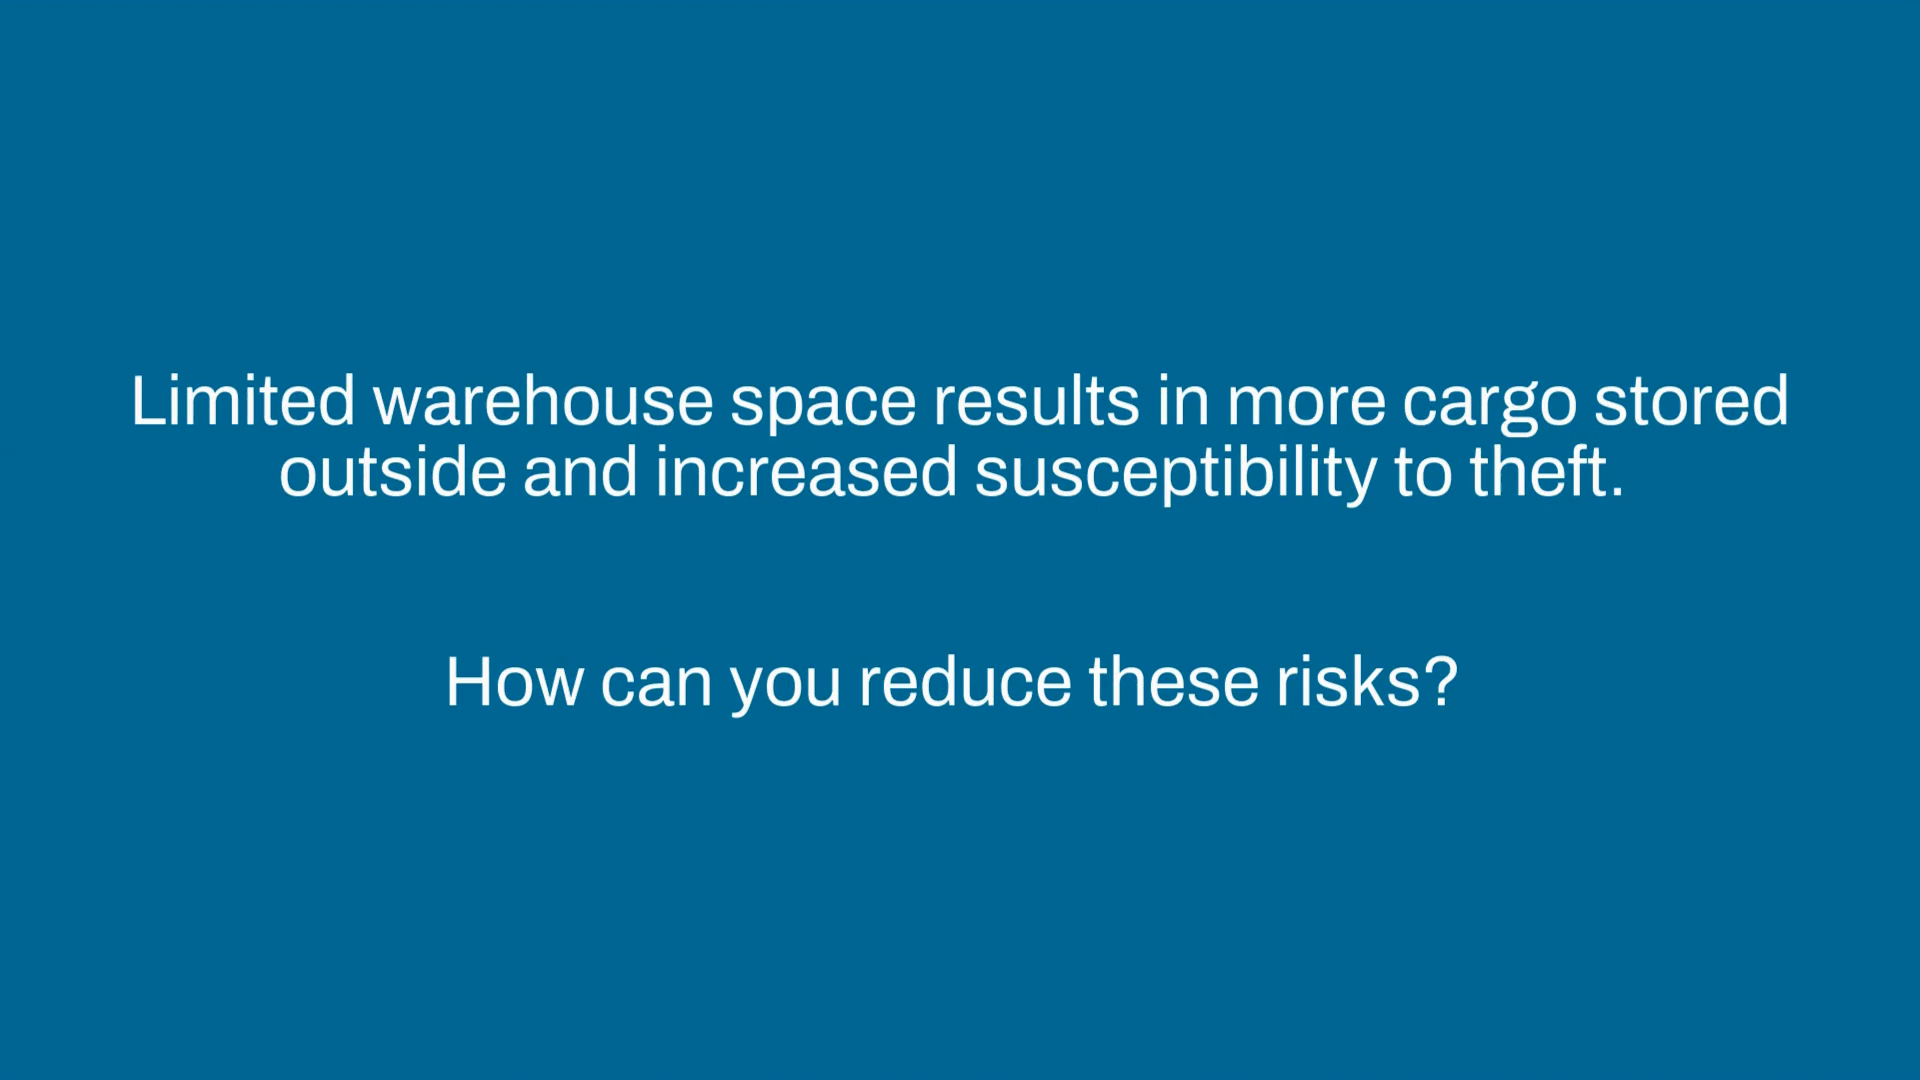 Limited warehouse space results in more cargo stored
outside and increased susceptibility to theft.
How can you reduce these risks?